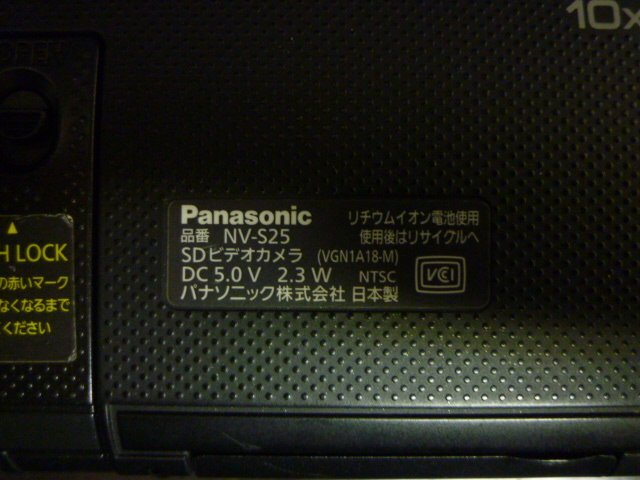 10x
H LOCK
の赤いマーク
なくなるまで
ください
Panasonic リチウムイオン電池使用
品番 NV-S25 使用後はリサイクルへ
SDビデオカメラ (VGN1A18-M)
DC 5.0 V 2.3 W NTSC VCI
パナソニック株式会社 日本製